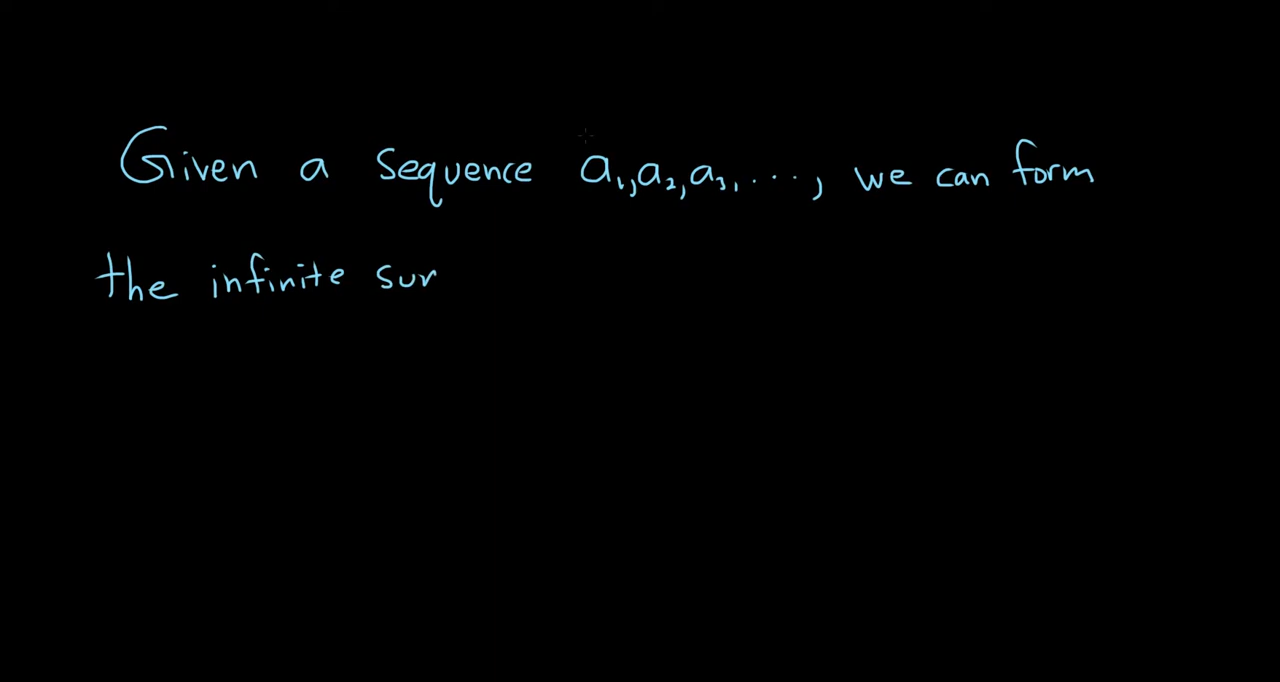 Given a sequence a₁, a₂, a₃, ..., we can form
the infinite sur